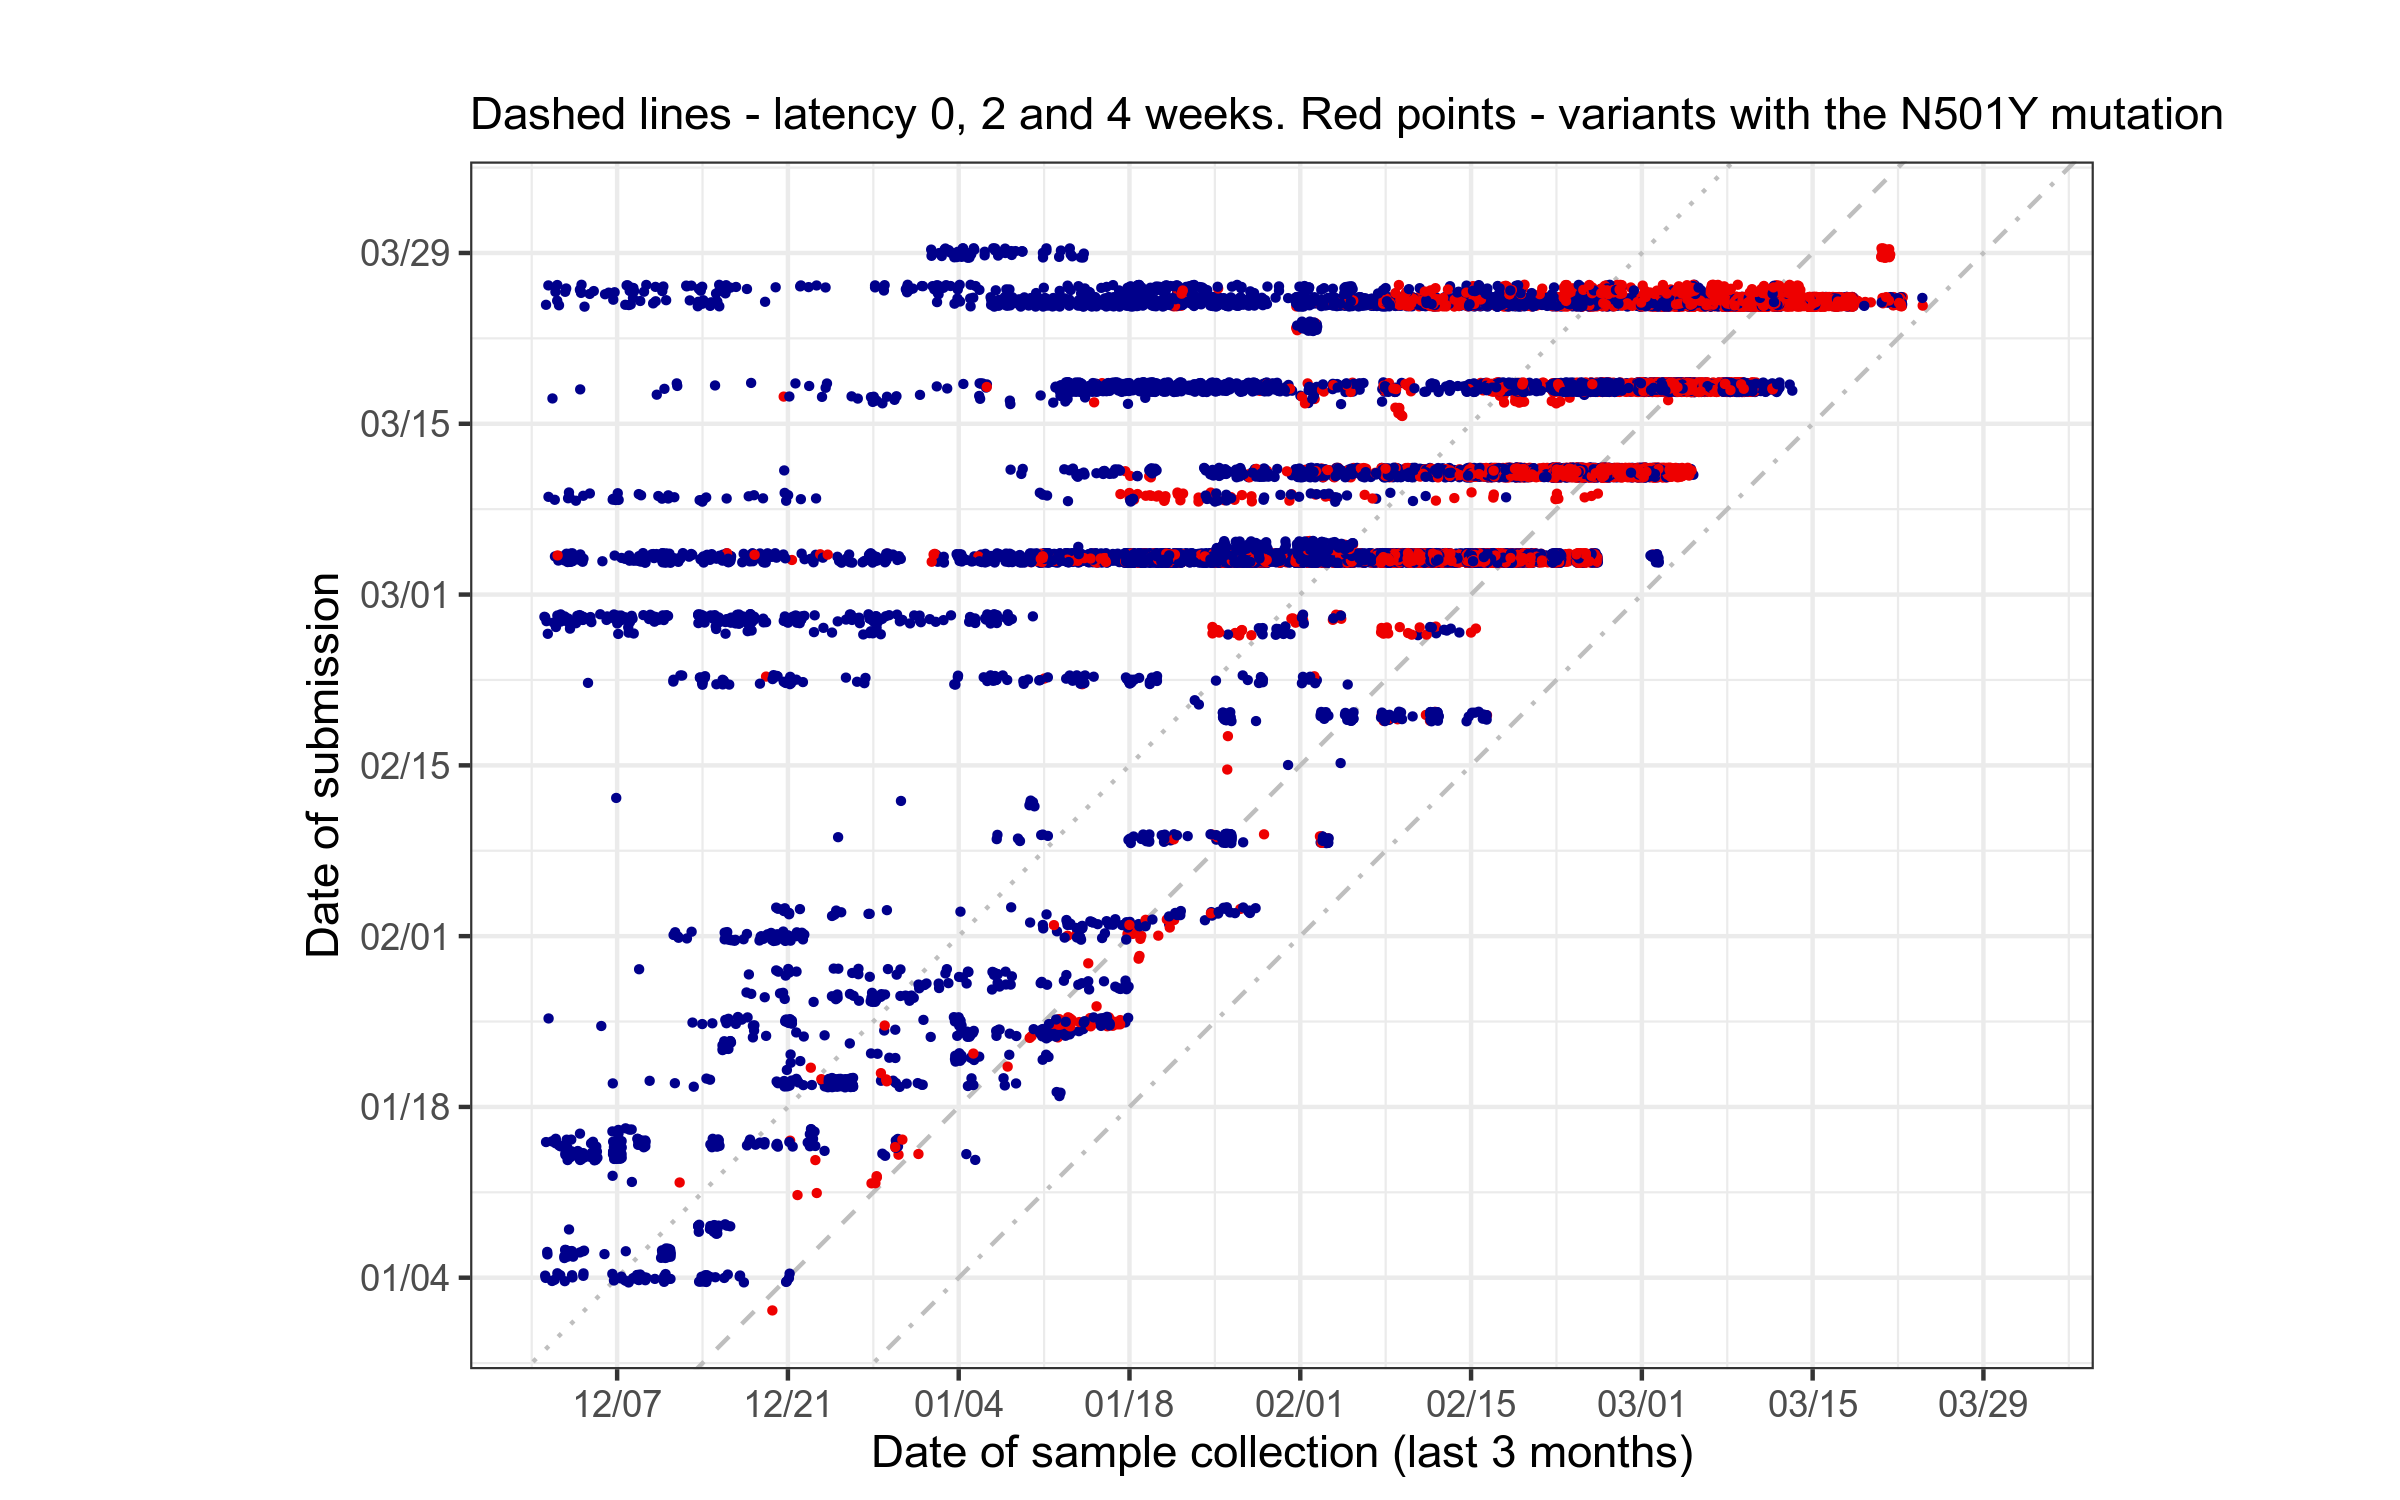 Dashed lines - latency 0, 2 and 4 weeks. Red points - variants with the N501Y mutation
Date of submission
03/29
03/15
03/01
02/15
02/01
01/18
01/04
12/07 12/21 01/04 01/18 02/01 02/15 03/01 03/15 03/29
Date of sample collection (last 3 months)